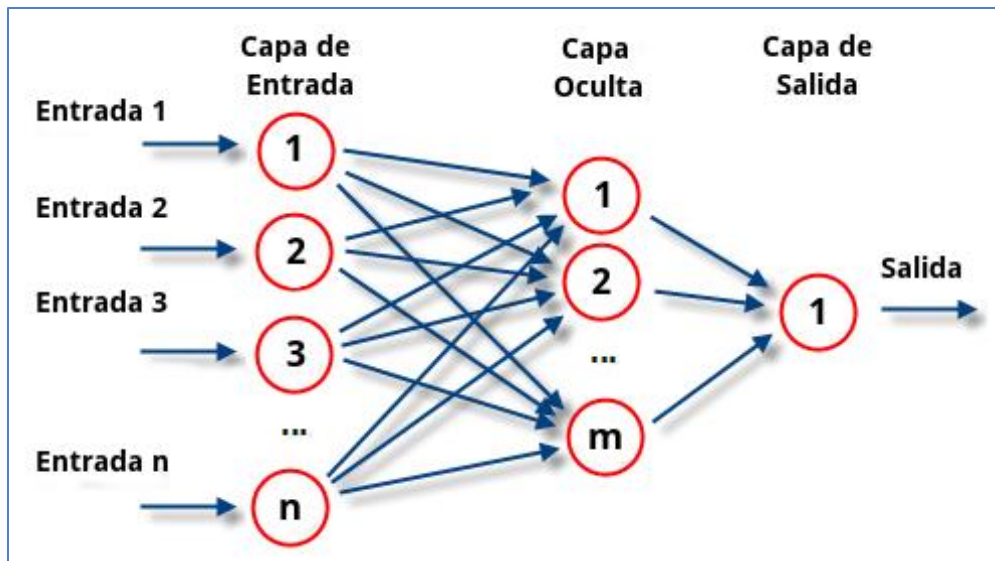 Capa de
Entrada
Capa
Oculta
Capa de
Salida
Entrada 1
1
Entrada 2
2
Entrada 3
3
...
Entrada n
n
1
2
...
m
1
Salida